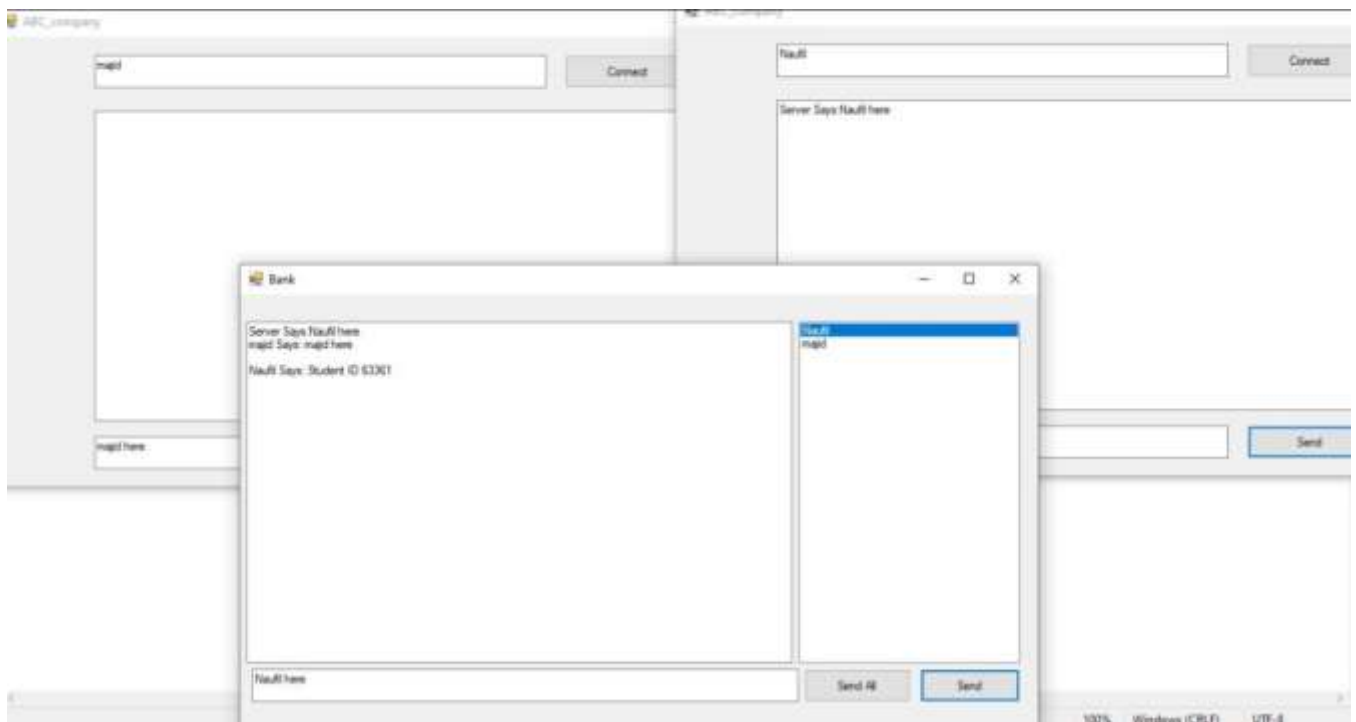 ABC_company
majid
Connect
majid here
ABC_company
Naufil
Connect
Server Says Naufil here
Send
Bank
Server Says Naufil here
majid Says: majid here
Naufil Says: Student ID 63361
Naufil
majid
Naufil here
Send All
Send
100%
Windows (CRLF)
UTF-8